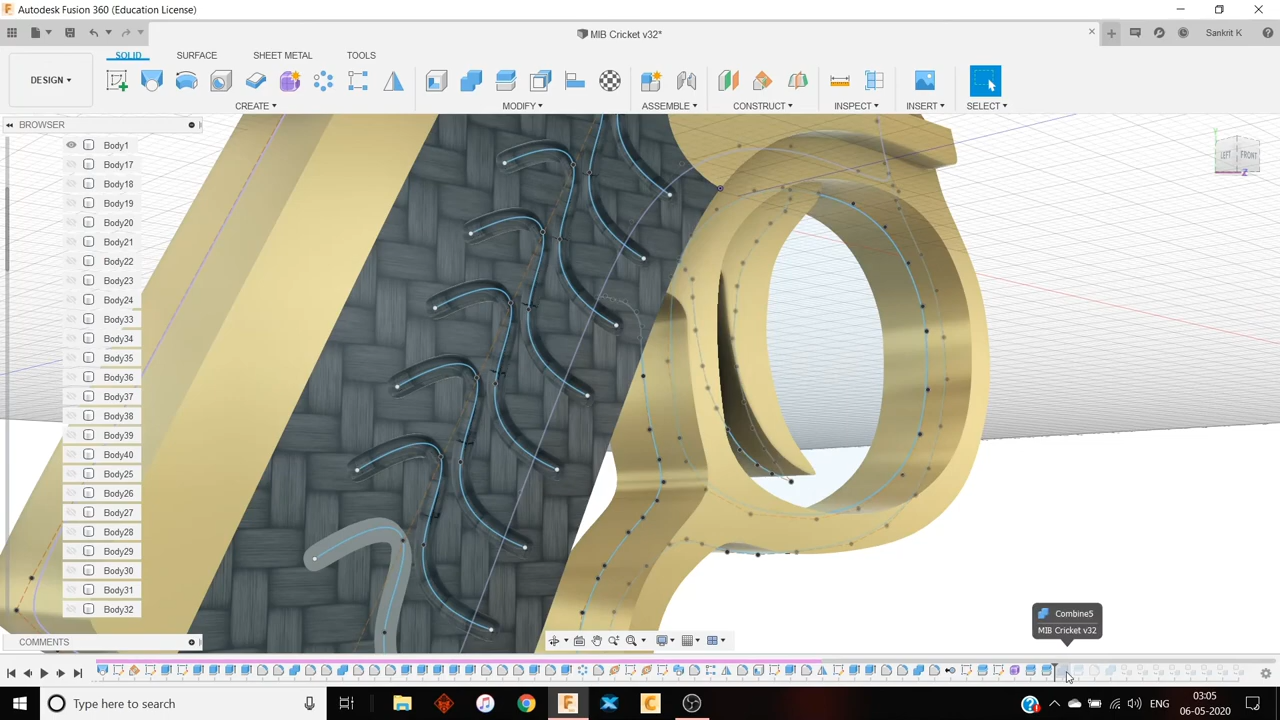 Autodesk Fusion 360 (Education License)
MIB Cricket v32*
Sankrit K
SOLID
SURFACE
SHEET METAL
TOOLS
DESIGN
CREATE
MODIFY
ASSEMBLE
CONSTRUCT
INSPECT
INSERT
SELECT
BROWSER
Body1
Body17
Body18
Body19
Body20
Body21
Body22
Body23
Body24
Body33
Body34
Body35
Body36
Body37
Body38
Body39
Body40
Body25
Body26
Body27
Body28
Body29
Body30
Body31
Body32
LEFT
FRONT
Z
Combine5
MIB Cricket v32
COMMENTS
Type here to search
ENG
03:05
06-05-2020